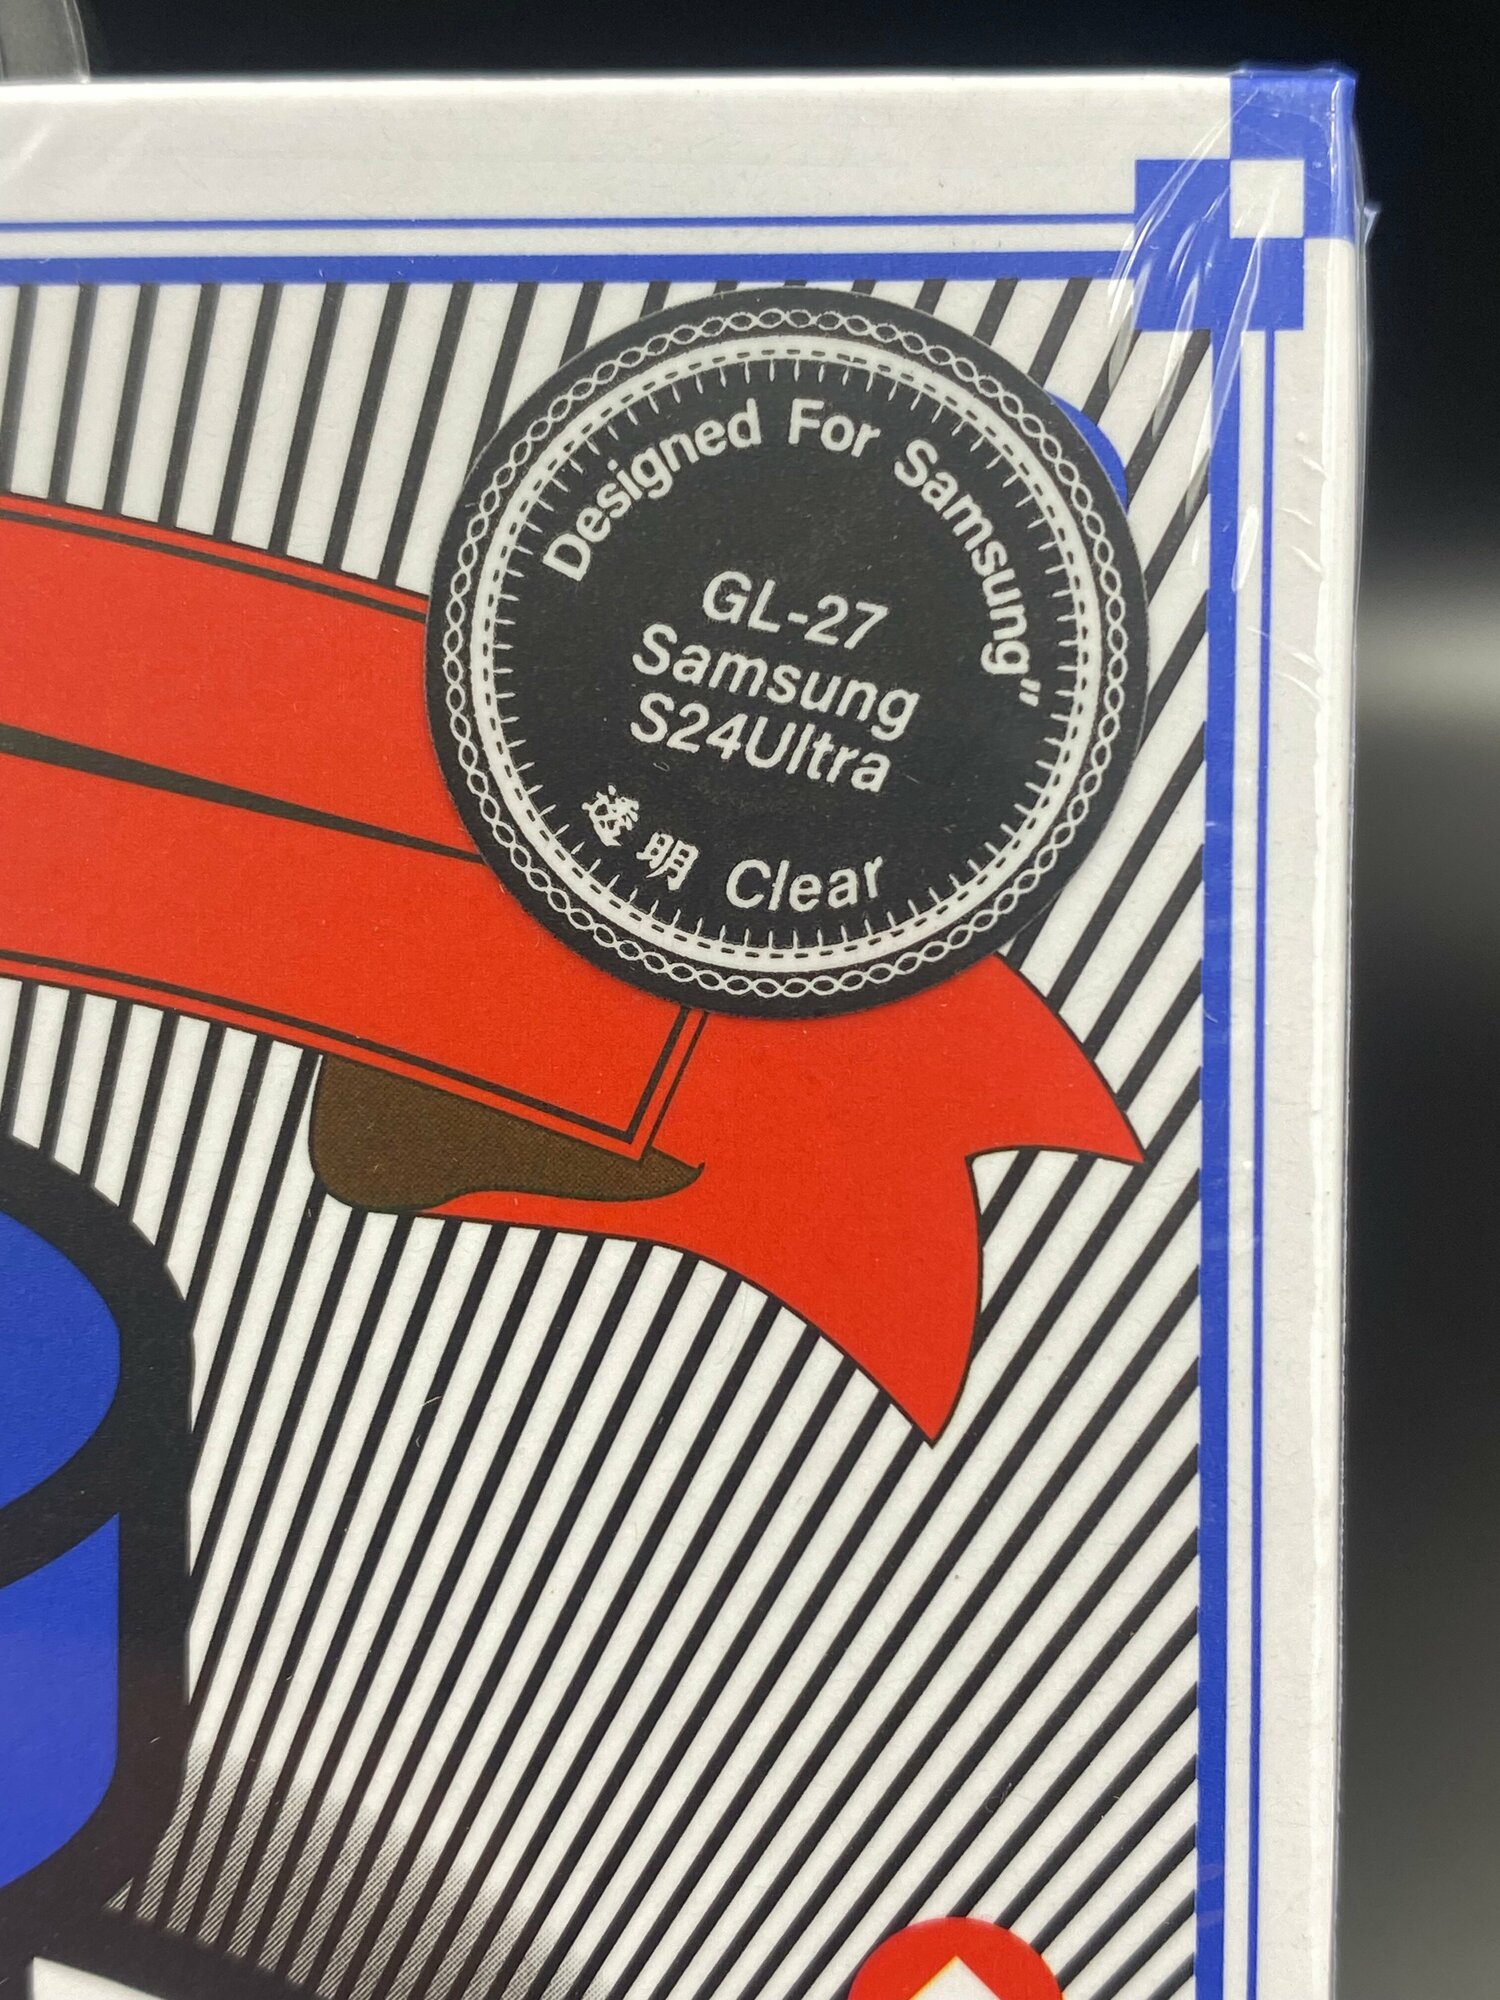 Designed For Samsung"
GL-27
Samsung
S24Ultra
透明 Clear